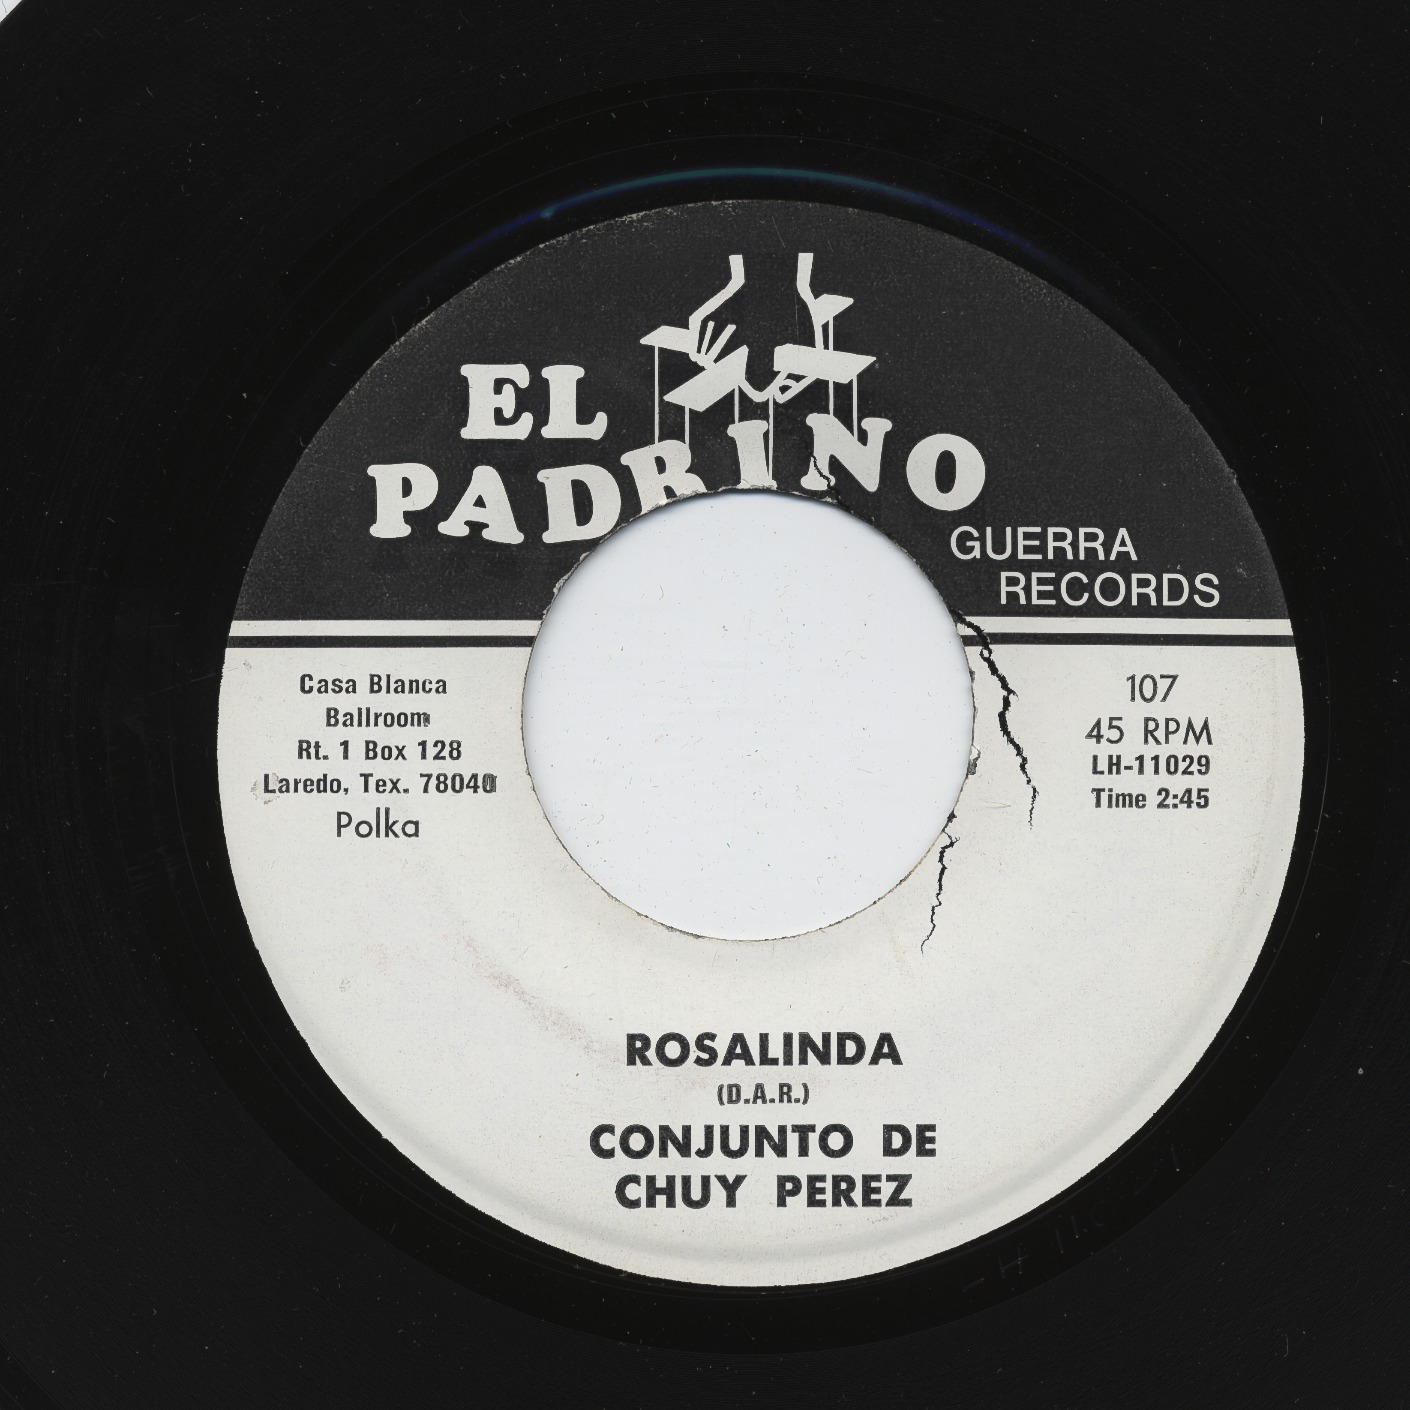 EL
PADRINO
GUERRA
RECORDS
Casa Blanca
Ballroom
Rt. 1 Box 128
Laredo, Tex. 78040
Polka
107
45 RPM
LH-11029
Time 2:45
ROSALINDA
(D.A.R.)
CONJUNTO DE
CHUY PEREZ